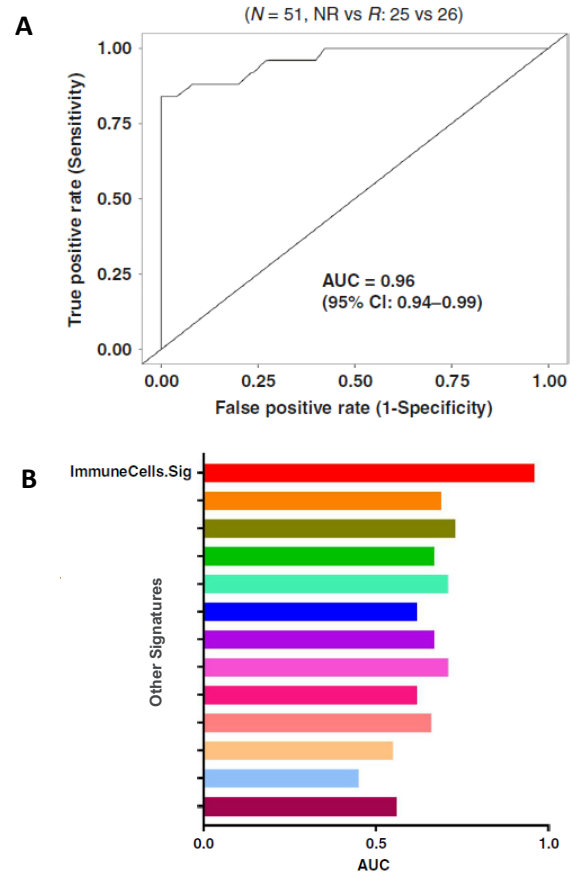 A
(N = 51, NR vs R: 25 vs 26)
True positive rate (Sensitivity)
1.00
0.75
0.50
0.25
0.00
AUC = 0.96
(95% CI: 0.94–0.99)
0.00 0.25 0.50 0.75 1.00
False positive rate (1-Specificity)
B
ImmuneCells.Sig
Other Signatures
0.0 0.5 1.0
AUC